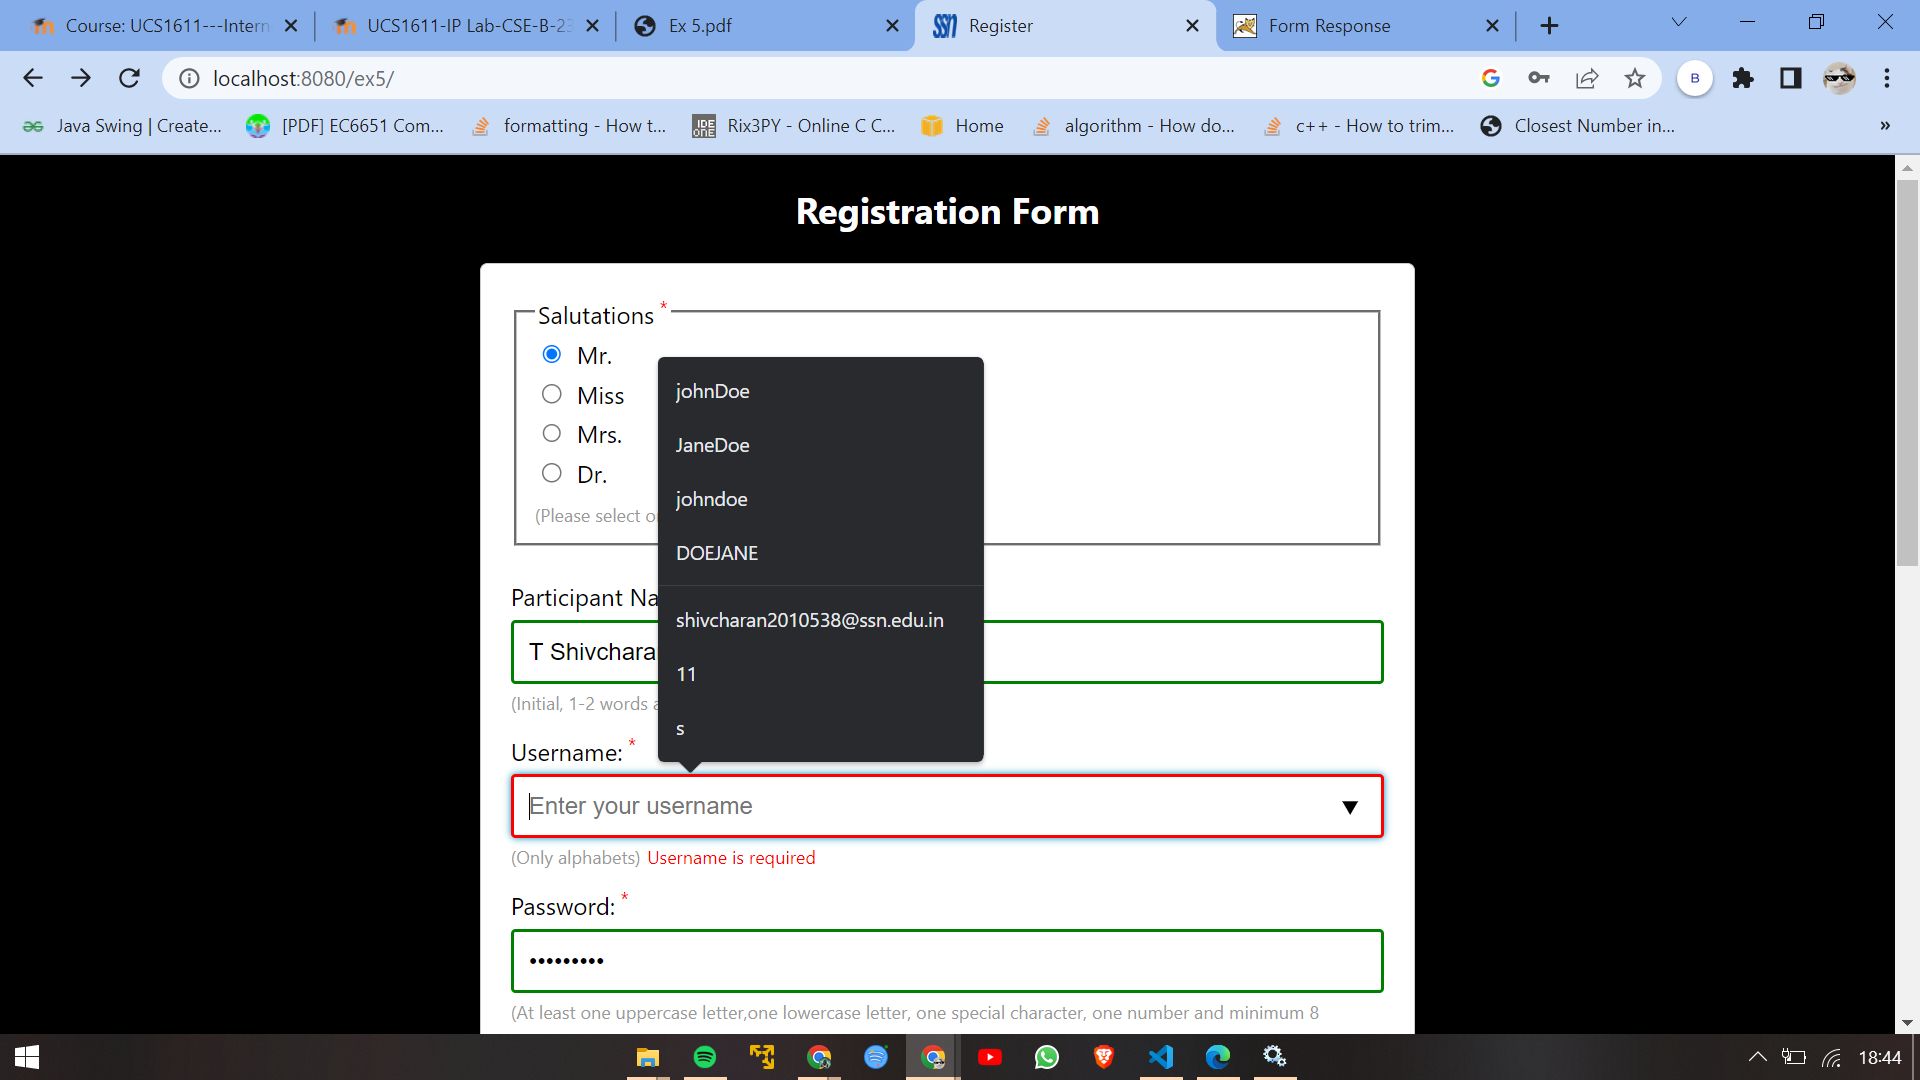 Course: UCS1611---Intern
UCS1611-IP Lab-CSE-B-23
Ex 5.pdf
Register
Form Response
localhost:8080/ex5/
B
Java Swing | Create...
[PDF] EC6651 Com...
formatting - How t...
IDE ONE
Rix3PY - Online C C...
Home
algorithm - How do...
c++ - How to trim...
Closest Number in...
»
Registration Form
Salutations *
Mr.
Miss
Mrs.
Dr.
(Please select o
johnDoe
JaneDoe
johndoe
DOEJANE
shivcharan2010538@ssn.edu.in
11
s
Participant Na
T Shivchara
(Initial, 1-2 words a
Username: *
Enter your username
(Only alphabets) Username is required
Password: *
•••••••••
(At least one uppercase letter,one lowercase letter, one special character, one number and minimum 8
18:44